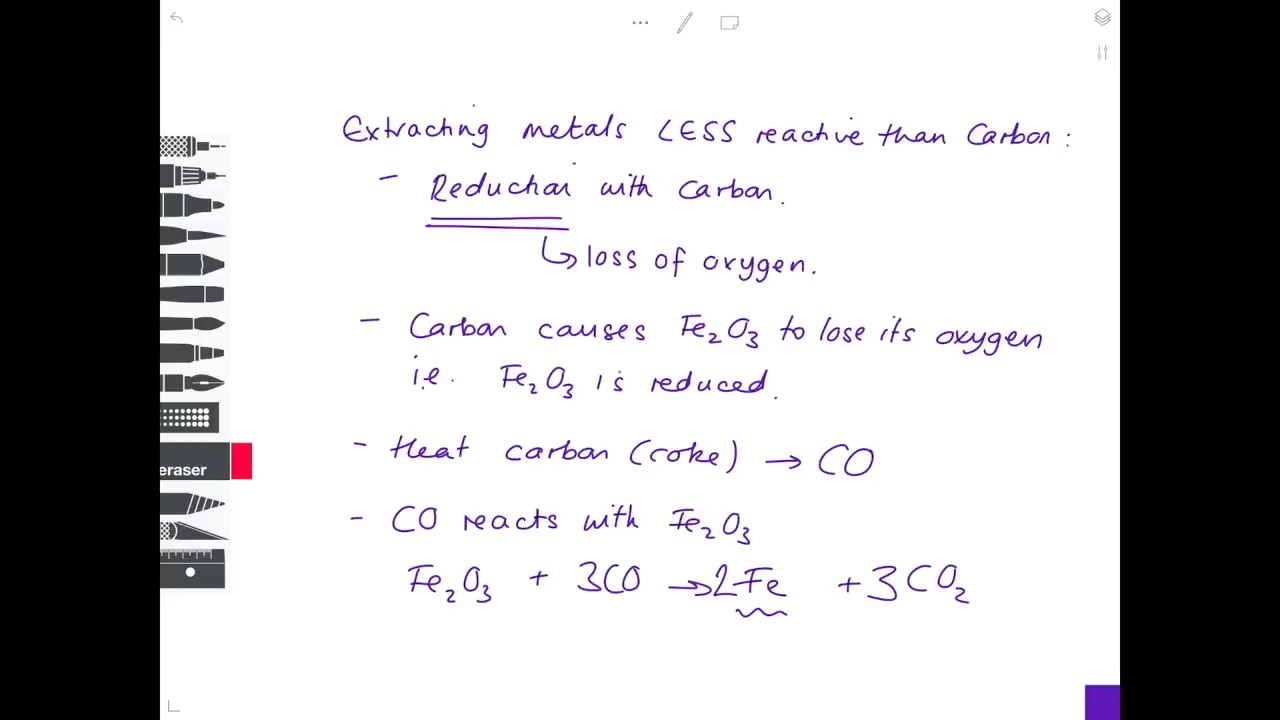 Extracting metals LESS reactive than Carbon :
- Reduction with Carbon.
↳ loss of oxygen.
- Carbon causes Fe₂O₃ to lose its oxygen
i.e. Fe₂O₃ is reduced.
- Heat carbon (coke) → CO
- CO reacts with Fe₂O₃
Fe₂O₃ + 3CO → 2Fe + 3CO₂
eraser